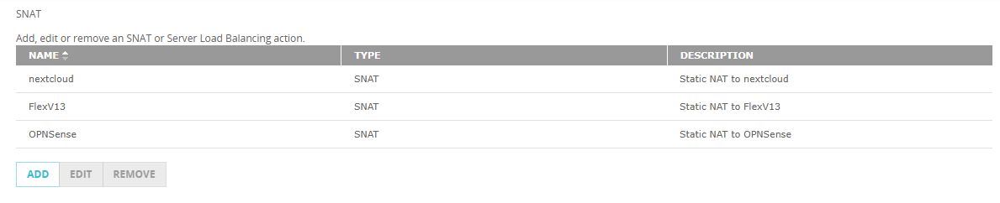 SNAT
Add, edit or remove an SNAT or Server Load Balancing action.
NAME TYPE DESCRIPTION
nextcloud SNAT Static NAT to nextcloud
FlexV13 SNAT Static NAT to FlexV13
OPNSense SNAT Static NAT to OPNSense
ADD EDIT REMOVE